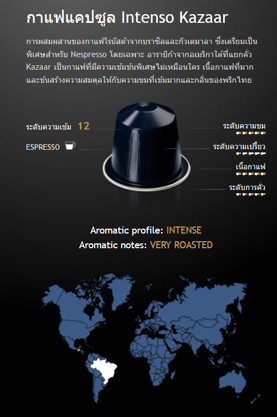 กาแฟแคปซูล Intenso Kazaar
การผสมผสานของกาแฟโรบัสต้าจากบราซิลและกัวเตมาลา ซึ่งเตรียมเป็น
พิเศษสำหรับ Nespresso โดยเฉพาะ อาราบิก้าจากอเมริกาใต้ที่แยกคั่ว
Kazaar เป็นกาแฟที่มีความเข้มข้นพิเศษไม่เหมือนใคร เนื้อกาแฟที่มาก
และข้นสร้างความสมดุลให้กับความขมที่เข้มมากและกลิ่นของพริกไทย
ระดับความเข้ม 12
ระดับความขม
ESPRESSO
ระดับความเปรี้ยว
เนื้อกาแฟ
ระดับการคั่ว
Aromatic profile: INTENSE
Aromatic notes: VERY ROASTED